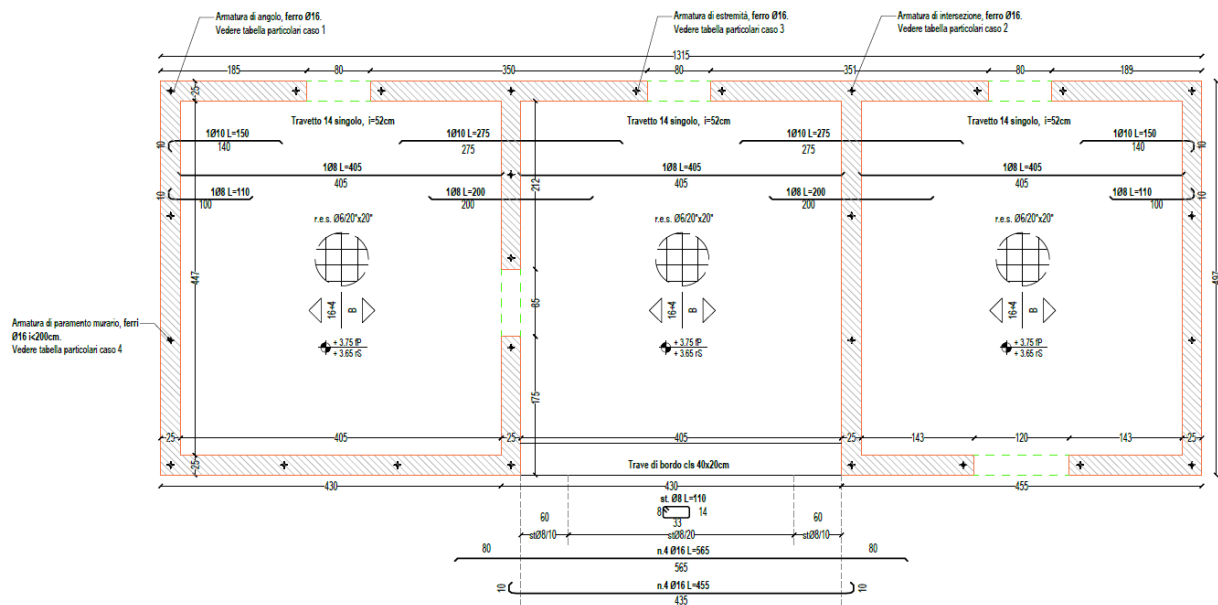 Armatura di angolo, ferro Ø16.
Vedere tabella particolari caso 1
Armatura di estremità, ferro Ø16.
Vedere tabella particolari caso 3
Armatura di intersezione, ferro Ø16.
Vedere tabella particolari caso 2
1315
185
80
350
80
351
80
189
25
Travetto 14 singolo, i=52cm
Travetto 14 singolo, i=52cm
Travetto 14 singolo, i=52cm
1Ø10 L=150
140
10
1Ø10 L=275
275
1Ø10 L=275
275
1Ø10 L=150
140
10
1Ø8 L=405
405
1Ø8 L=405
405
1Ø8 L=405
405
212
10
1Ø8 L=110
100
1Ø8 L=200
200
1Ø8 L=200
200
1Ø8 L=110
100
10
r.e.s. Ø6/20"x20"
r.e.s. Ø6/20"x20"
r.e.s. Ø6/20"x20"
447
85
497
16+4
B
16+4
B
16+4
B
Armatura di paramento murario, ferri
Ø16 i<200cm.
Vedere tabella particolari caso 4
+ 3.75 fP
+ 3.65 rS
+ 3.75 fP
+ 3.65 rS
+ 3.75 fP
+ 3.65 rS
175
25
405
25
405
25
143
120
143
25
25
Trave di bordo cls 40x20cm
430
430
455
st. Ø8 L=110
8
14
33
60
60
stØ8/10
stØ8/20
stØ8/10
80
n.4 Ø16 L=565
80
565
10
n.4 Ø16 L=455
10
435